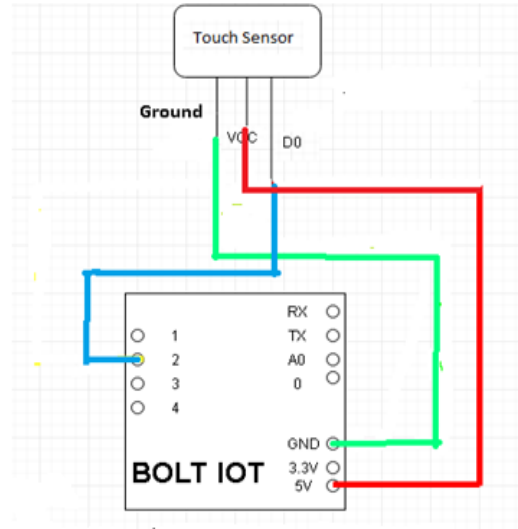 Touch Sensor
Ground
VCC
D0
RX
1
TX
2
A0
3
0
4
GND
BOLT IOT
3.3V
5V